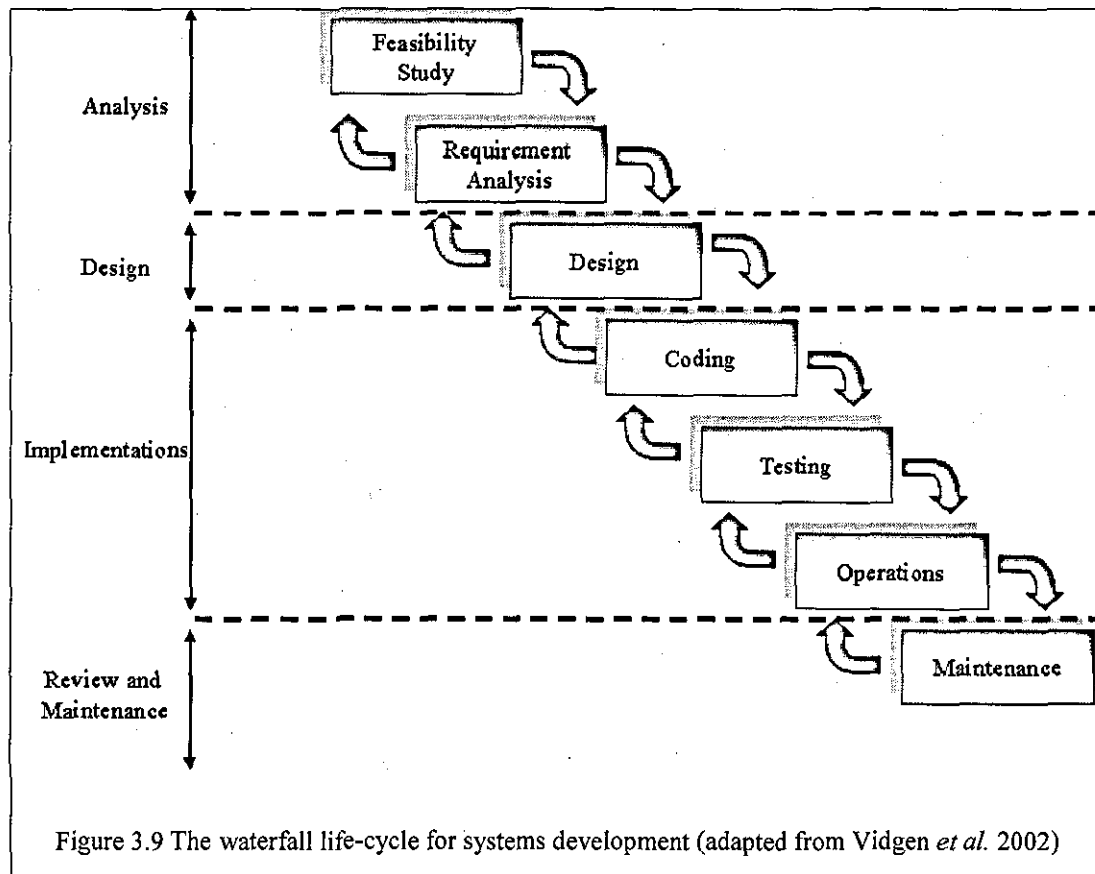 Feasibility
Study
Analysis
Requirement
Analysis
Design
Design
Coding
Implementations
Testing
Operations
Review and
Maintenance
Maintenance
Figure 3.9 The waterfall life-cycle for systems development (adapted from Vidgen et al. 2002)